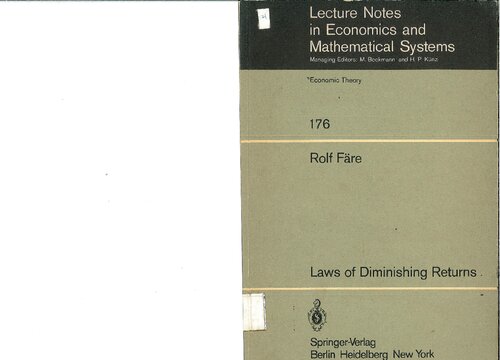 Lecture Notes
in Economics and
Mathematical Systems
Managing Editors: M. Beckmann and H. P. Künzi
Economic Theory
176
Rolf Färe
Laws of Diminishing Returns
Springer-Verlag
Berlin Heidelberg New York